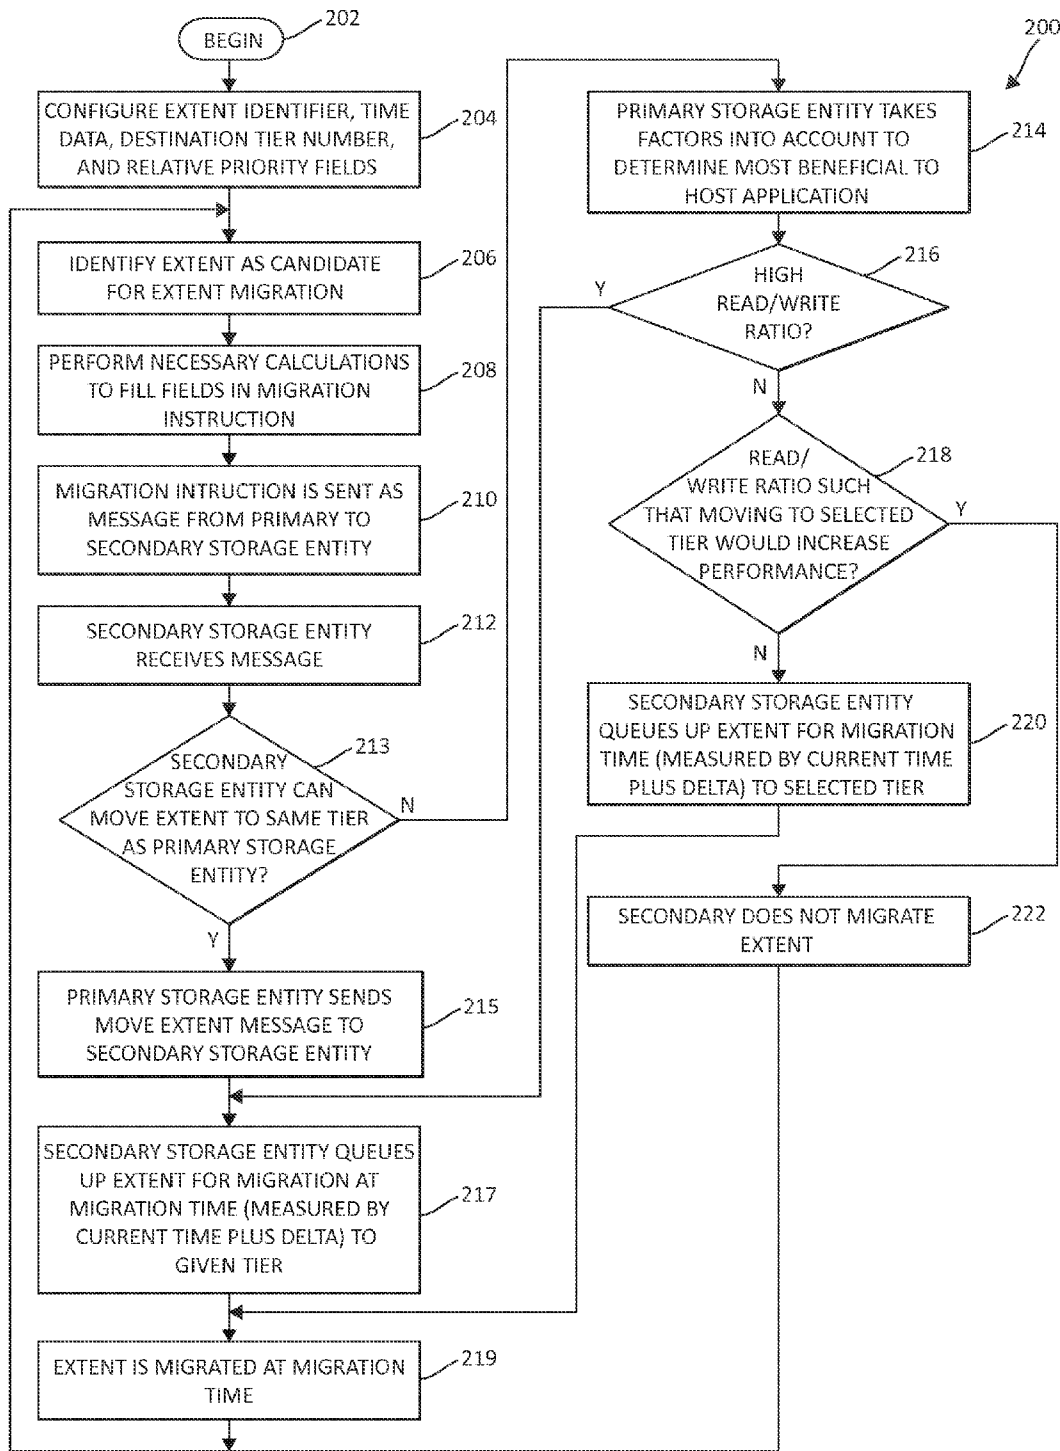 202
BEGIN
200
CONFIGURE EXTENT IDENTIFIER, TIME
DATA, DESTINATION TIER NUMBER,
AND RELATIVE PRIORITY FIELDS
204
IDENTIFY EXTENT AS CANDIDATE
FOR EXTENT MIGRATION
206
PERFORM NECESSARY CALCULATIONS
TO FILL FIELDS IN MIGRATION
INSTRUCTION
208
MIGRATION INTRUCTION IS SENT AS
MESSAGE FROM PRIMARY TO
SECONDARY STORAGE ENTITY
210
SECONDARY STORAGE ENTITY
RECEIVES MESSAGE
212
SECONDARY
STORAGE ENTITY CAN
MOVE EXTENT TO SAME TIER
AS PRIMARY STORAGE
ENTITY?
213
N
Y
PRIMARY STORAGE ENTITY SENDS
MOVE EXTENT MESSAGE TO
SECONDARY STORAGE ENTITY
215
SECONDARY STORAGE ENTITY QUEUES
UP EXTENT FOR MIGRATION AT
MIGRATION TIME (MEASURED BY
CURRENT TIME PLUS DELTA) TO
GIVEN TIER
217
EXTENT IS MIGRATED AT MIGRATION
TIME
219
PRIMARY STORAGE ENTITY TAKES
FACTORS INTO ACCOUNT TO
DETERMINE MOST BENEFICIAL TO
HOST APPLICATION
214
HIGH
READ/WRITE
RATIO?
216
Y
N
READ/
WRITE RATIO SUCH
THAT MOVING TO SELECTED
TIER WOULD INCREASE
PERFORMANCE?
218
Y
N
SECONDARY STORAGE ENTITY
QUEUES UP EXTENT FOR MIGRATION
TIME (MEASURED BY CURRENT TIME
PLUS DELTA) TO SELECTED TIER
220
SECONDARY DOES NOT MIGRATE
EXTENT
222